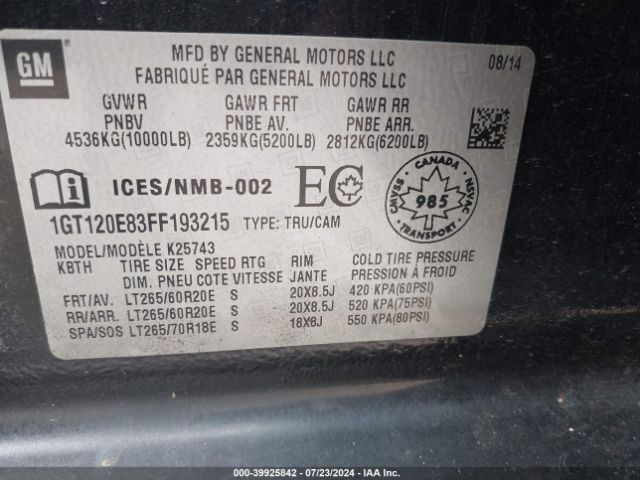 GM
MFD BY GENERAL MOTORS LLC
FABRIQUÉ PAR GENERAL MOTORS LLC
08/14
GVWR GAWR FRT GAWR RR
PNBV PNBE AV. PNBE ARR.
4536KG(10000LB) 2359KG(5200LB) 2812KG(6200LB)
ICES/NMB-002 EC
CANADA
CMVSS 985 NSVAC
TRANSPORT
1GT120E83FF193215 TYPE: TRU/CAM
MODEL/MODÈLE K25743
KBTH TIRE SIZE SPEED RTG RIM COLD TIRE PRESSURE
DIM. PNEU COTE VITESSE JANTE PRESSION À FROID
FRT/AV. LT265/60R20E S 20X8.5J 420 KPA(60PSI)
RR/ARR. LT265/60R20E S 20X8.5J 520 KPA(75PSI)
SPA/SOS LT265/70R18E S 18X8J 550 KPA(80PSI)
000-39925842 / 07/23/2024 - IAA Inc.